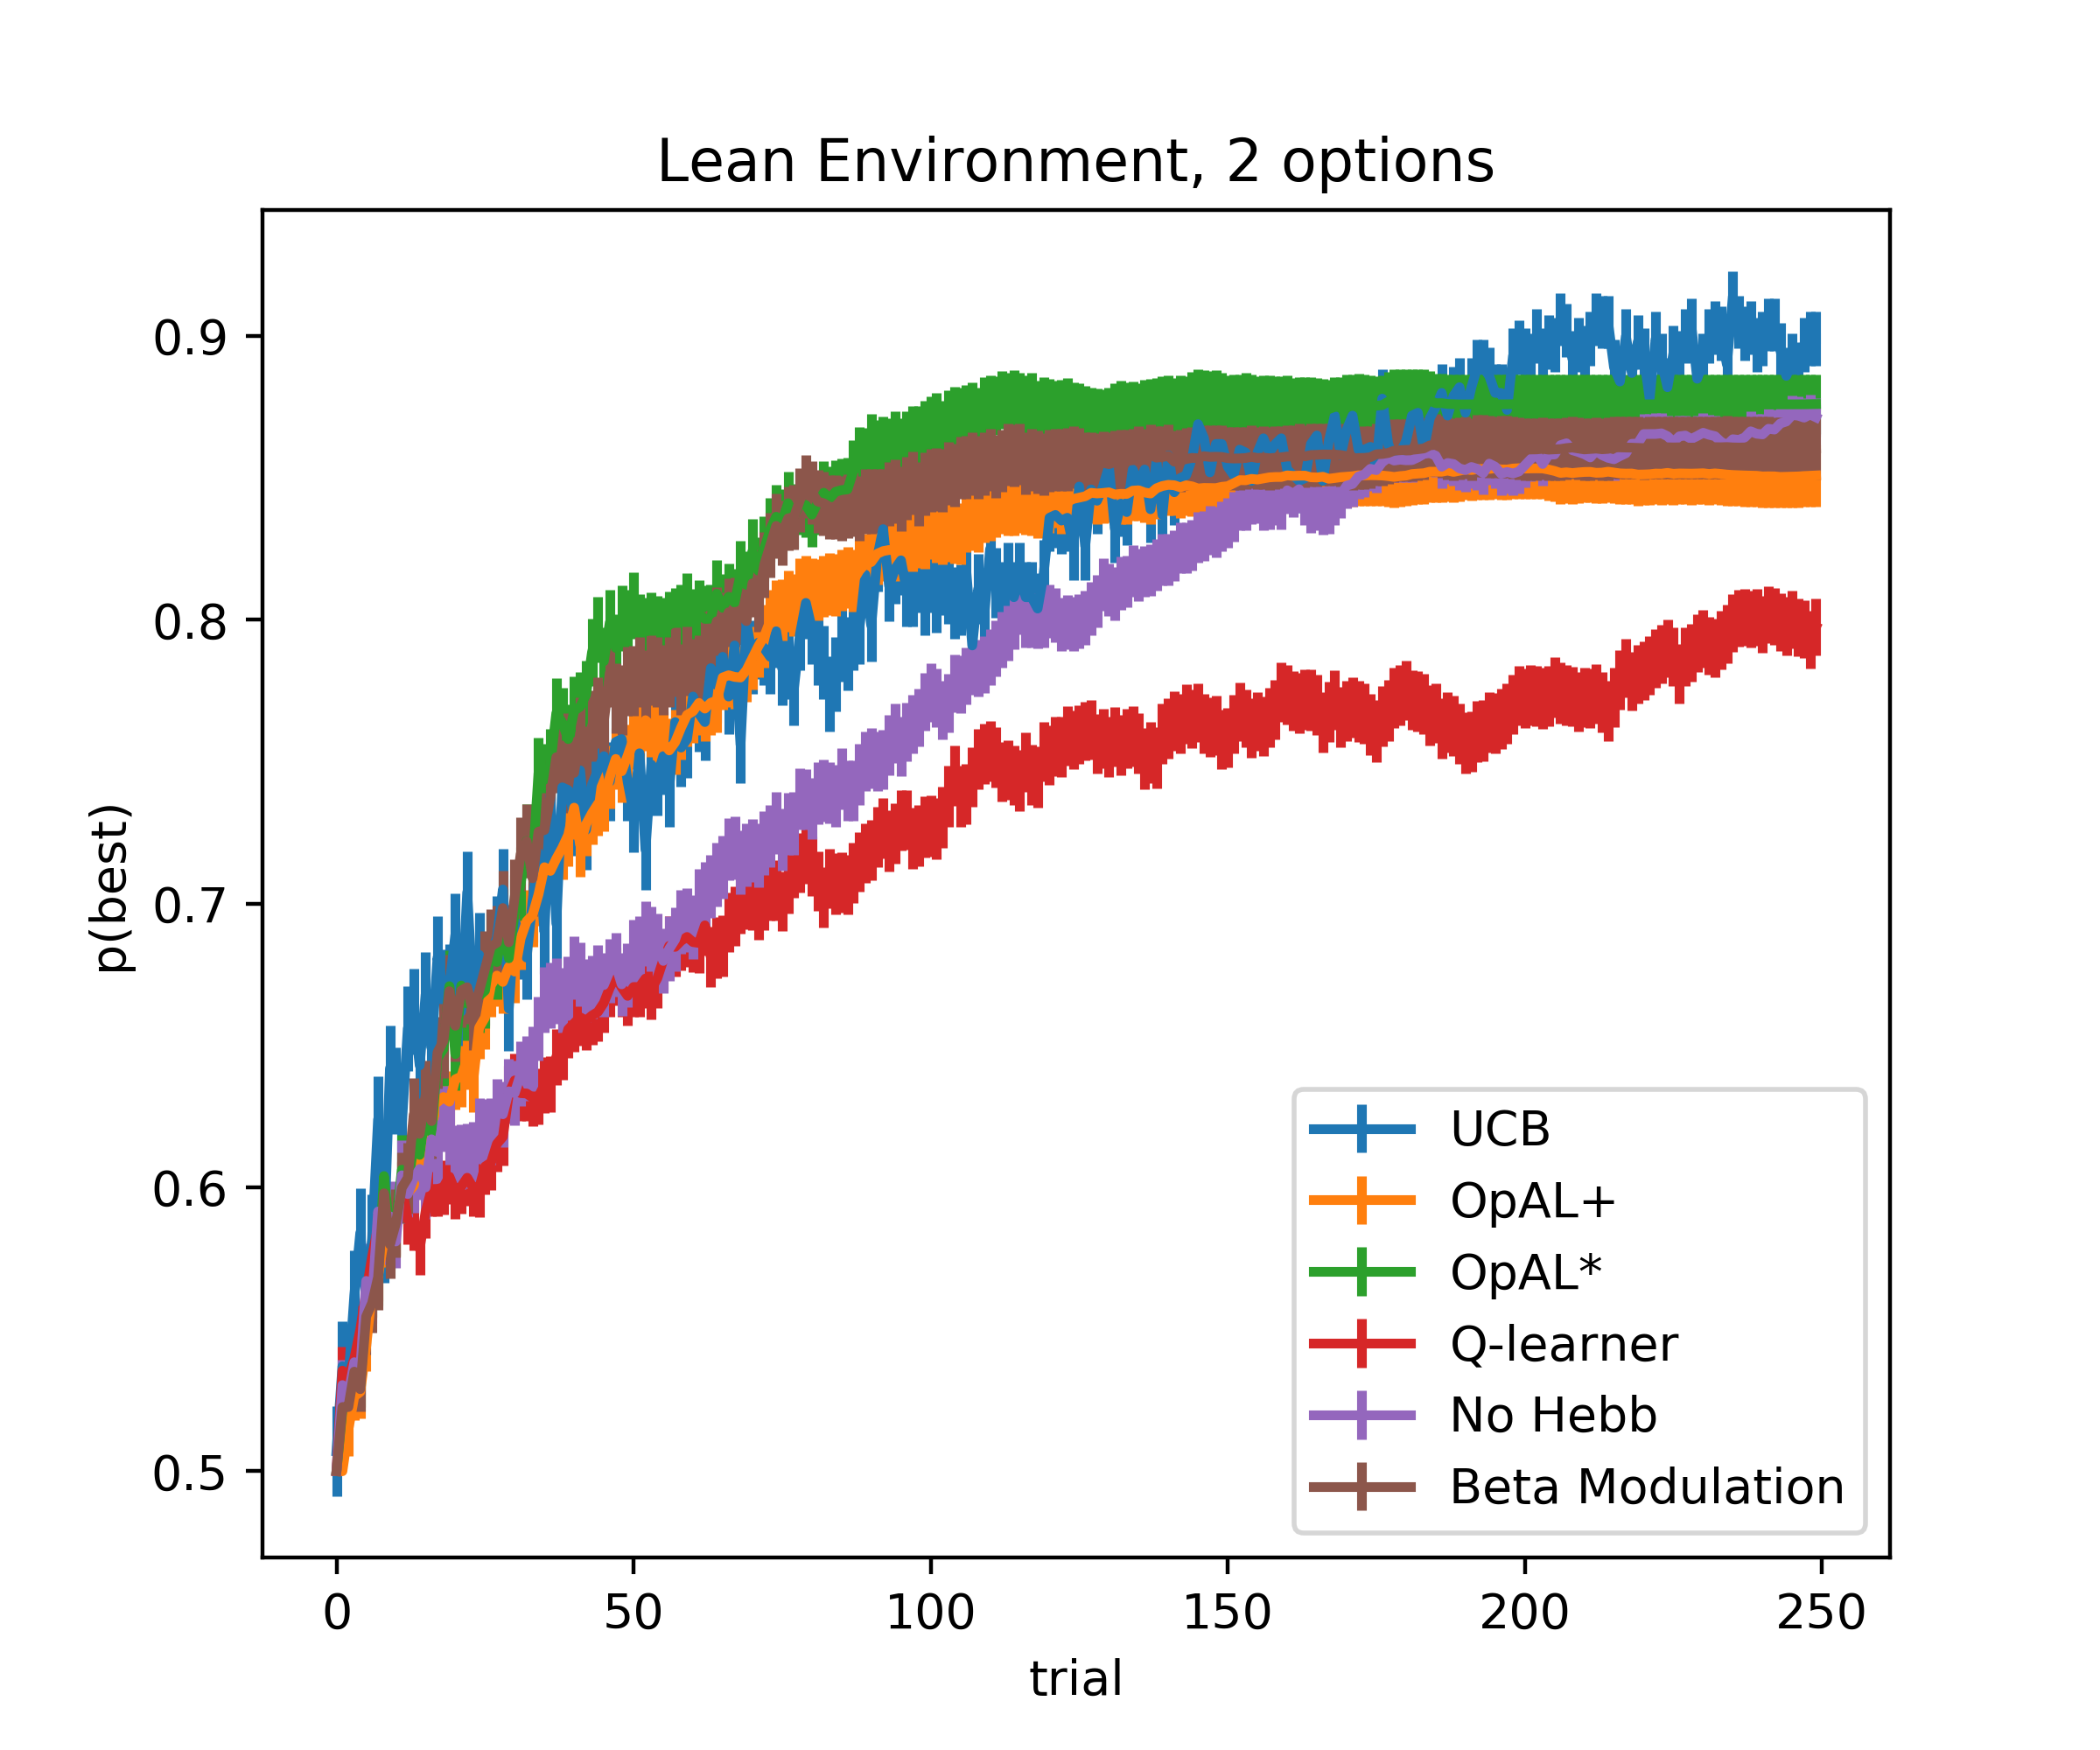 Lean Environment, 2 options
p(best)
0.9
0.8
0.7
0.6
0.5
0
50
100
150
200
250
trial
UCB
OpAL+
OpAL*
Q-learner
No Hebb
Beta Modulation